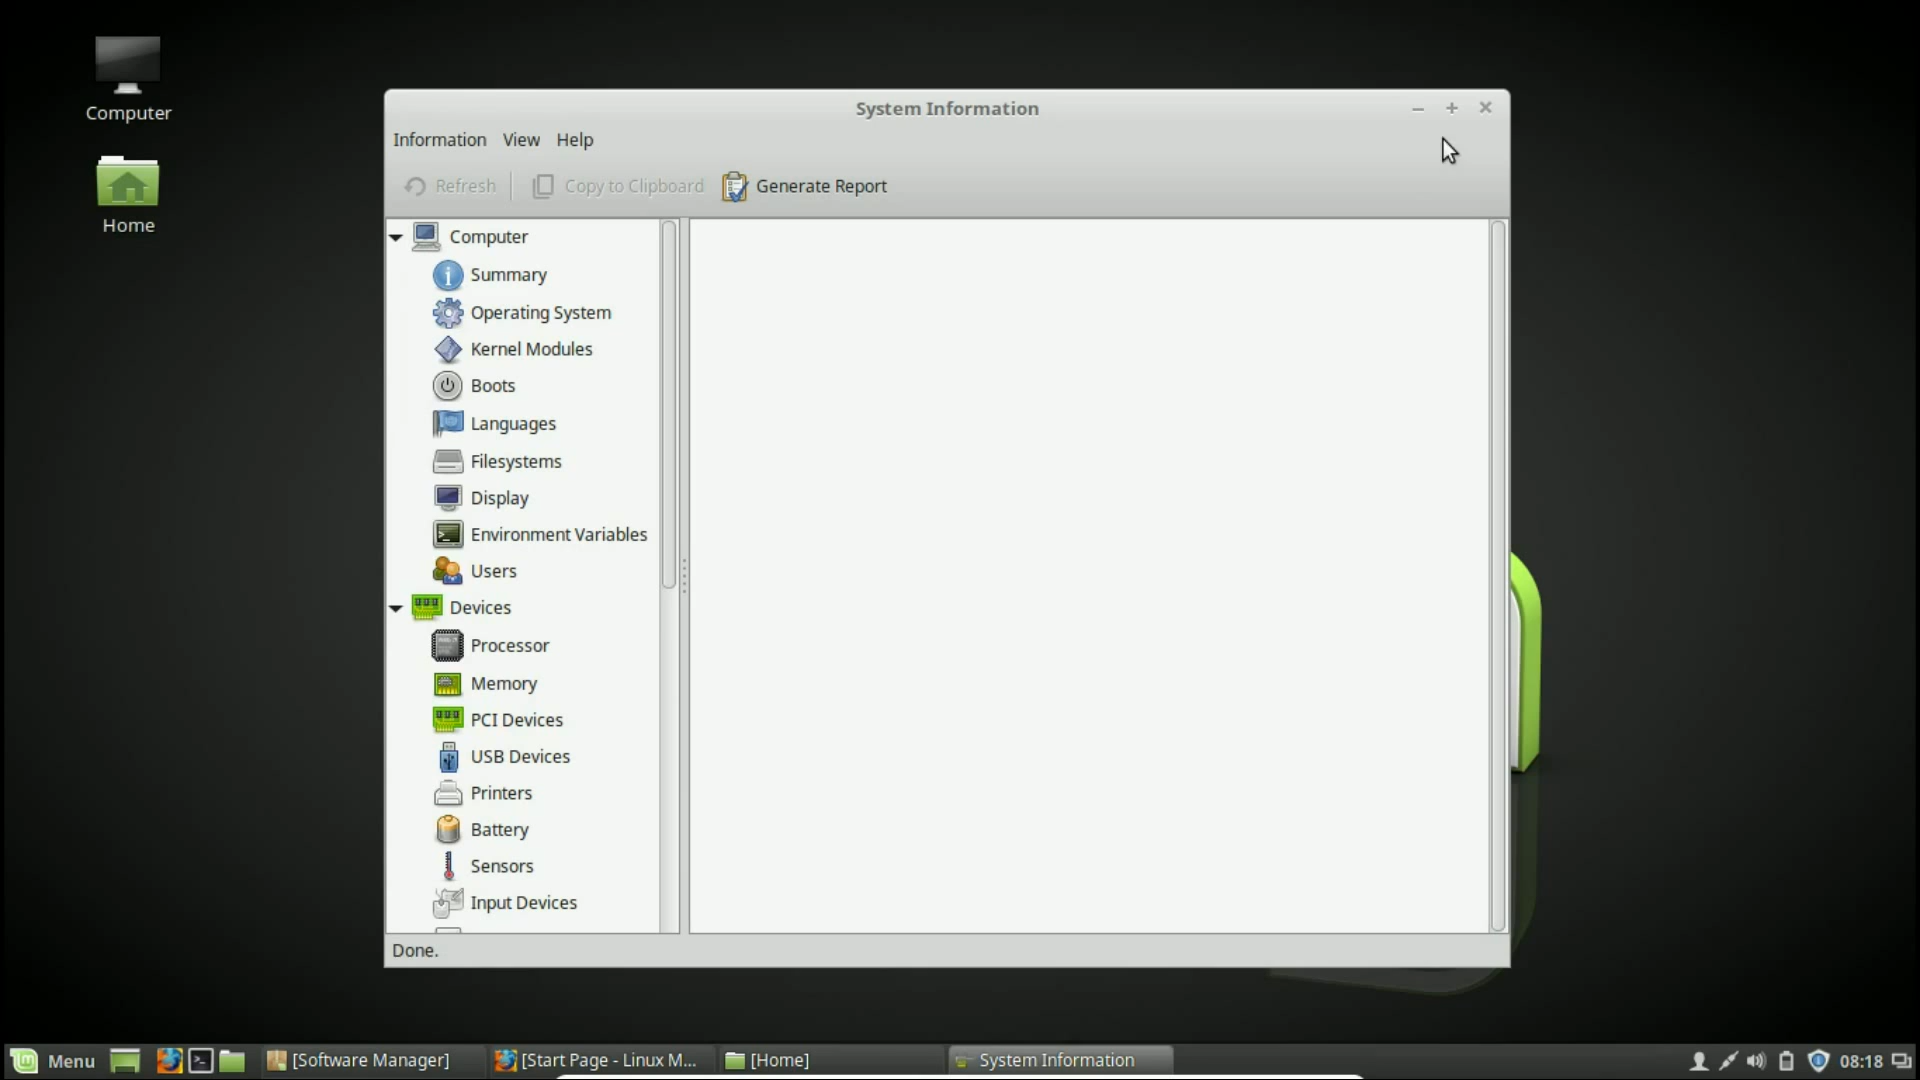 Computer
Home
System Information
Information View Help
Refresh Copy to Clipboard Generate Report
Computer
Summary
Operating System
Kernel Modules
Boots
Languages
Filesystems
Display
Environment Variables
Users
Devices
Processor
Memory
PCI Devices
USB Devices
Printers
Battery
Sensors
Input Devices
Done.
Menu [Software Manager] [Start Page - Linux M... [Home] System Information 08:18